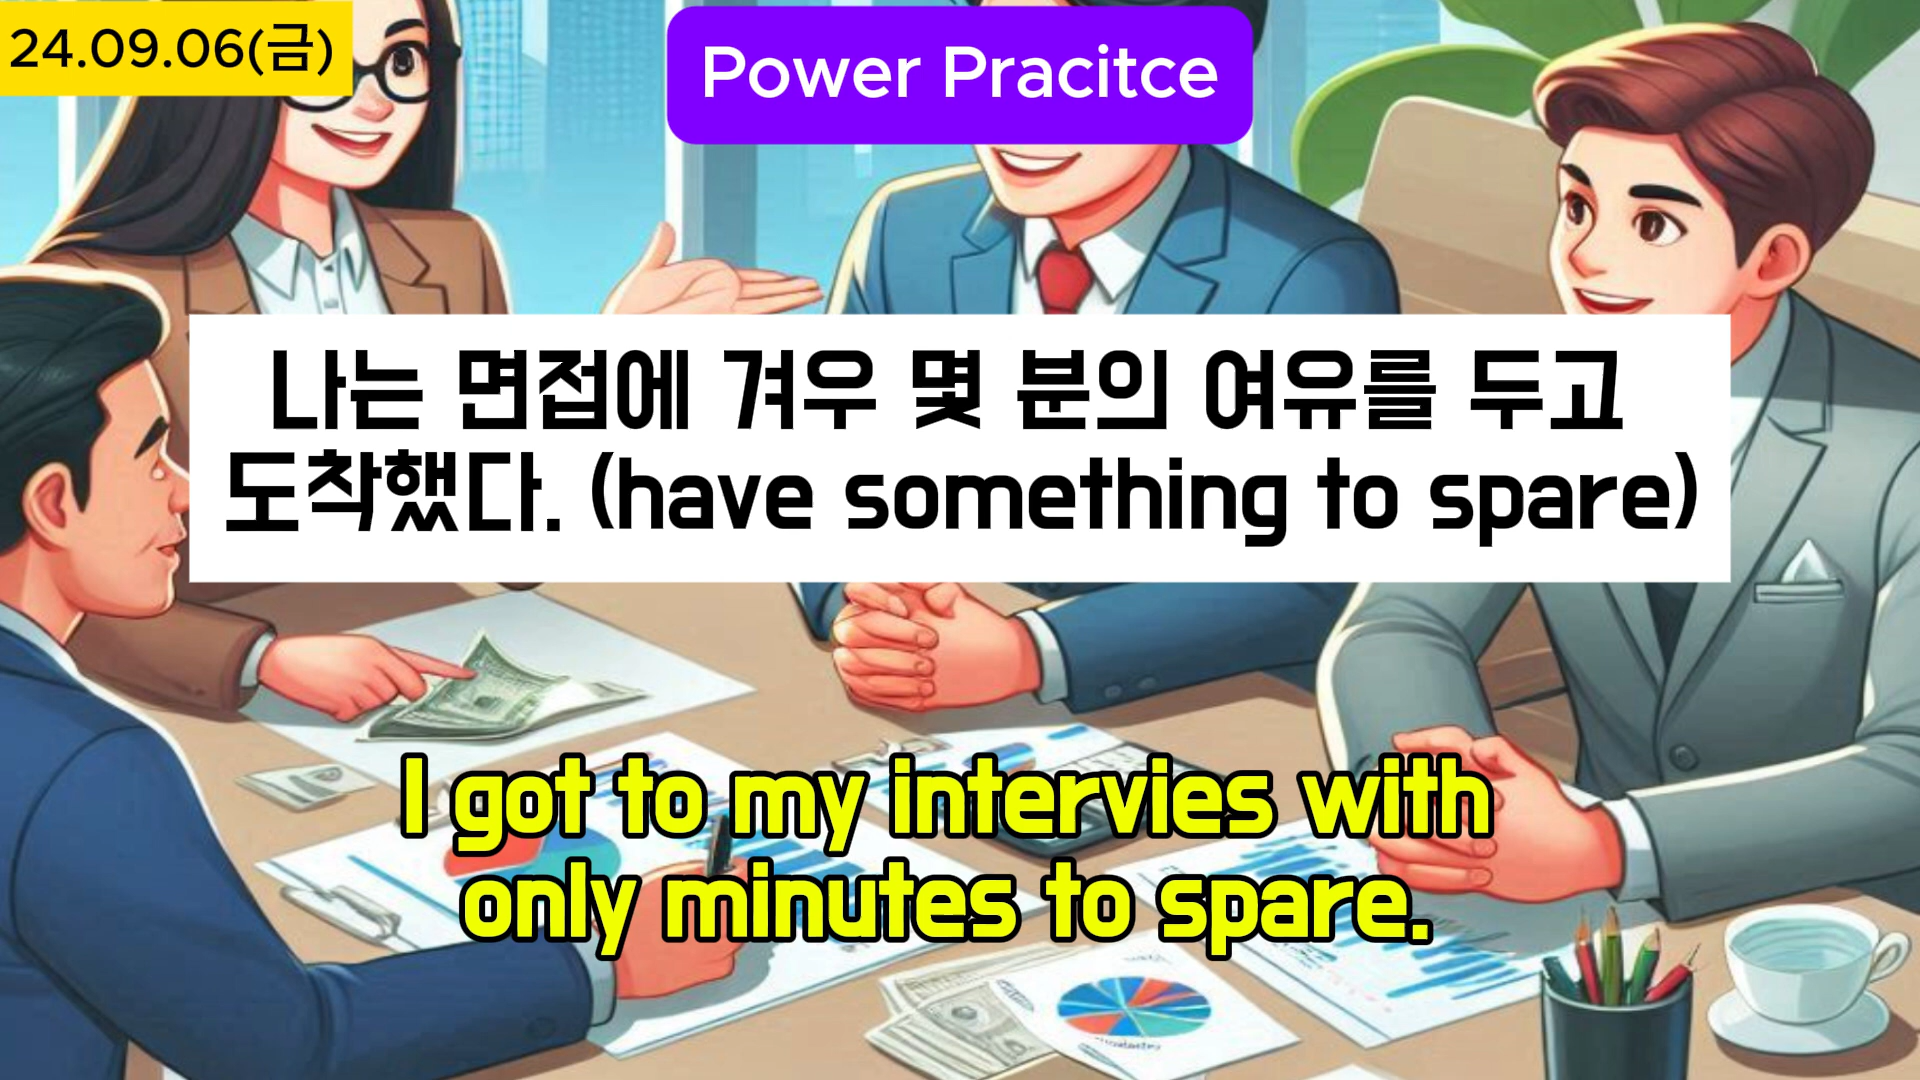 24.09.06(금)
Power Pracitce
나는 면접에 겨우 몇 분의 여유를 두고
도착했다. (have something to spare)
I got to my intervies with
only minutes to spare.